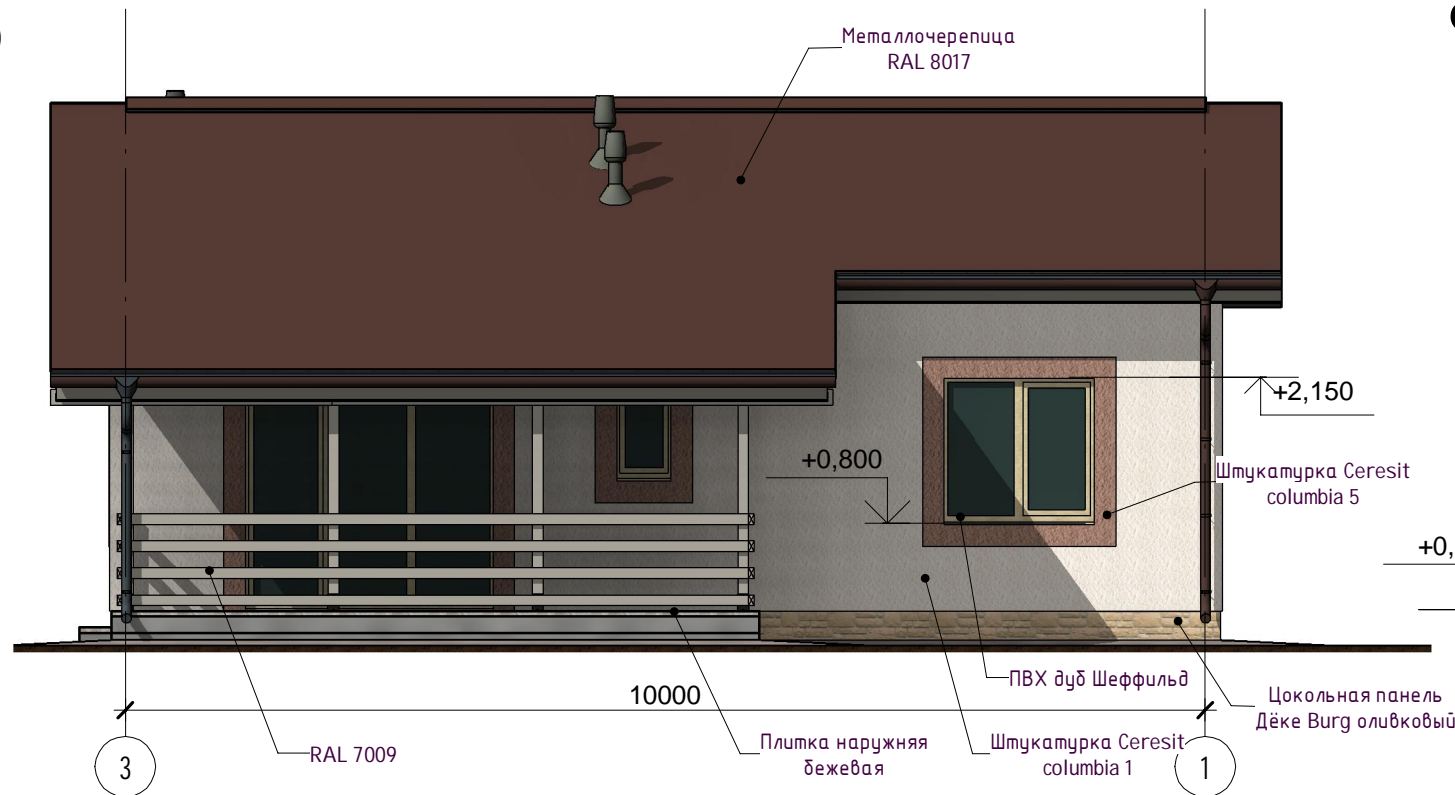 Металлочерепица
RAL 8017
+2,150
+0,800
Штукатурка Ceresit
columbia 5
+0,
ПВХ дуб Шеффильд
10000
Цокольная панель
Дёке Burg оливковый
RAL 7009
Плитка наружняя
бежевая
Штукатурка Ceresit
columbia 1
3
1